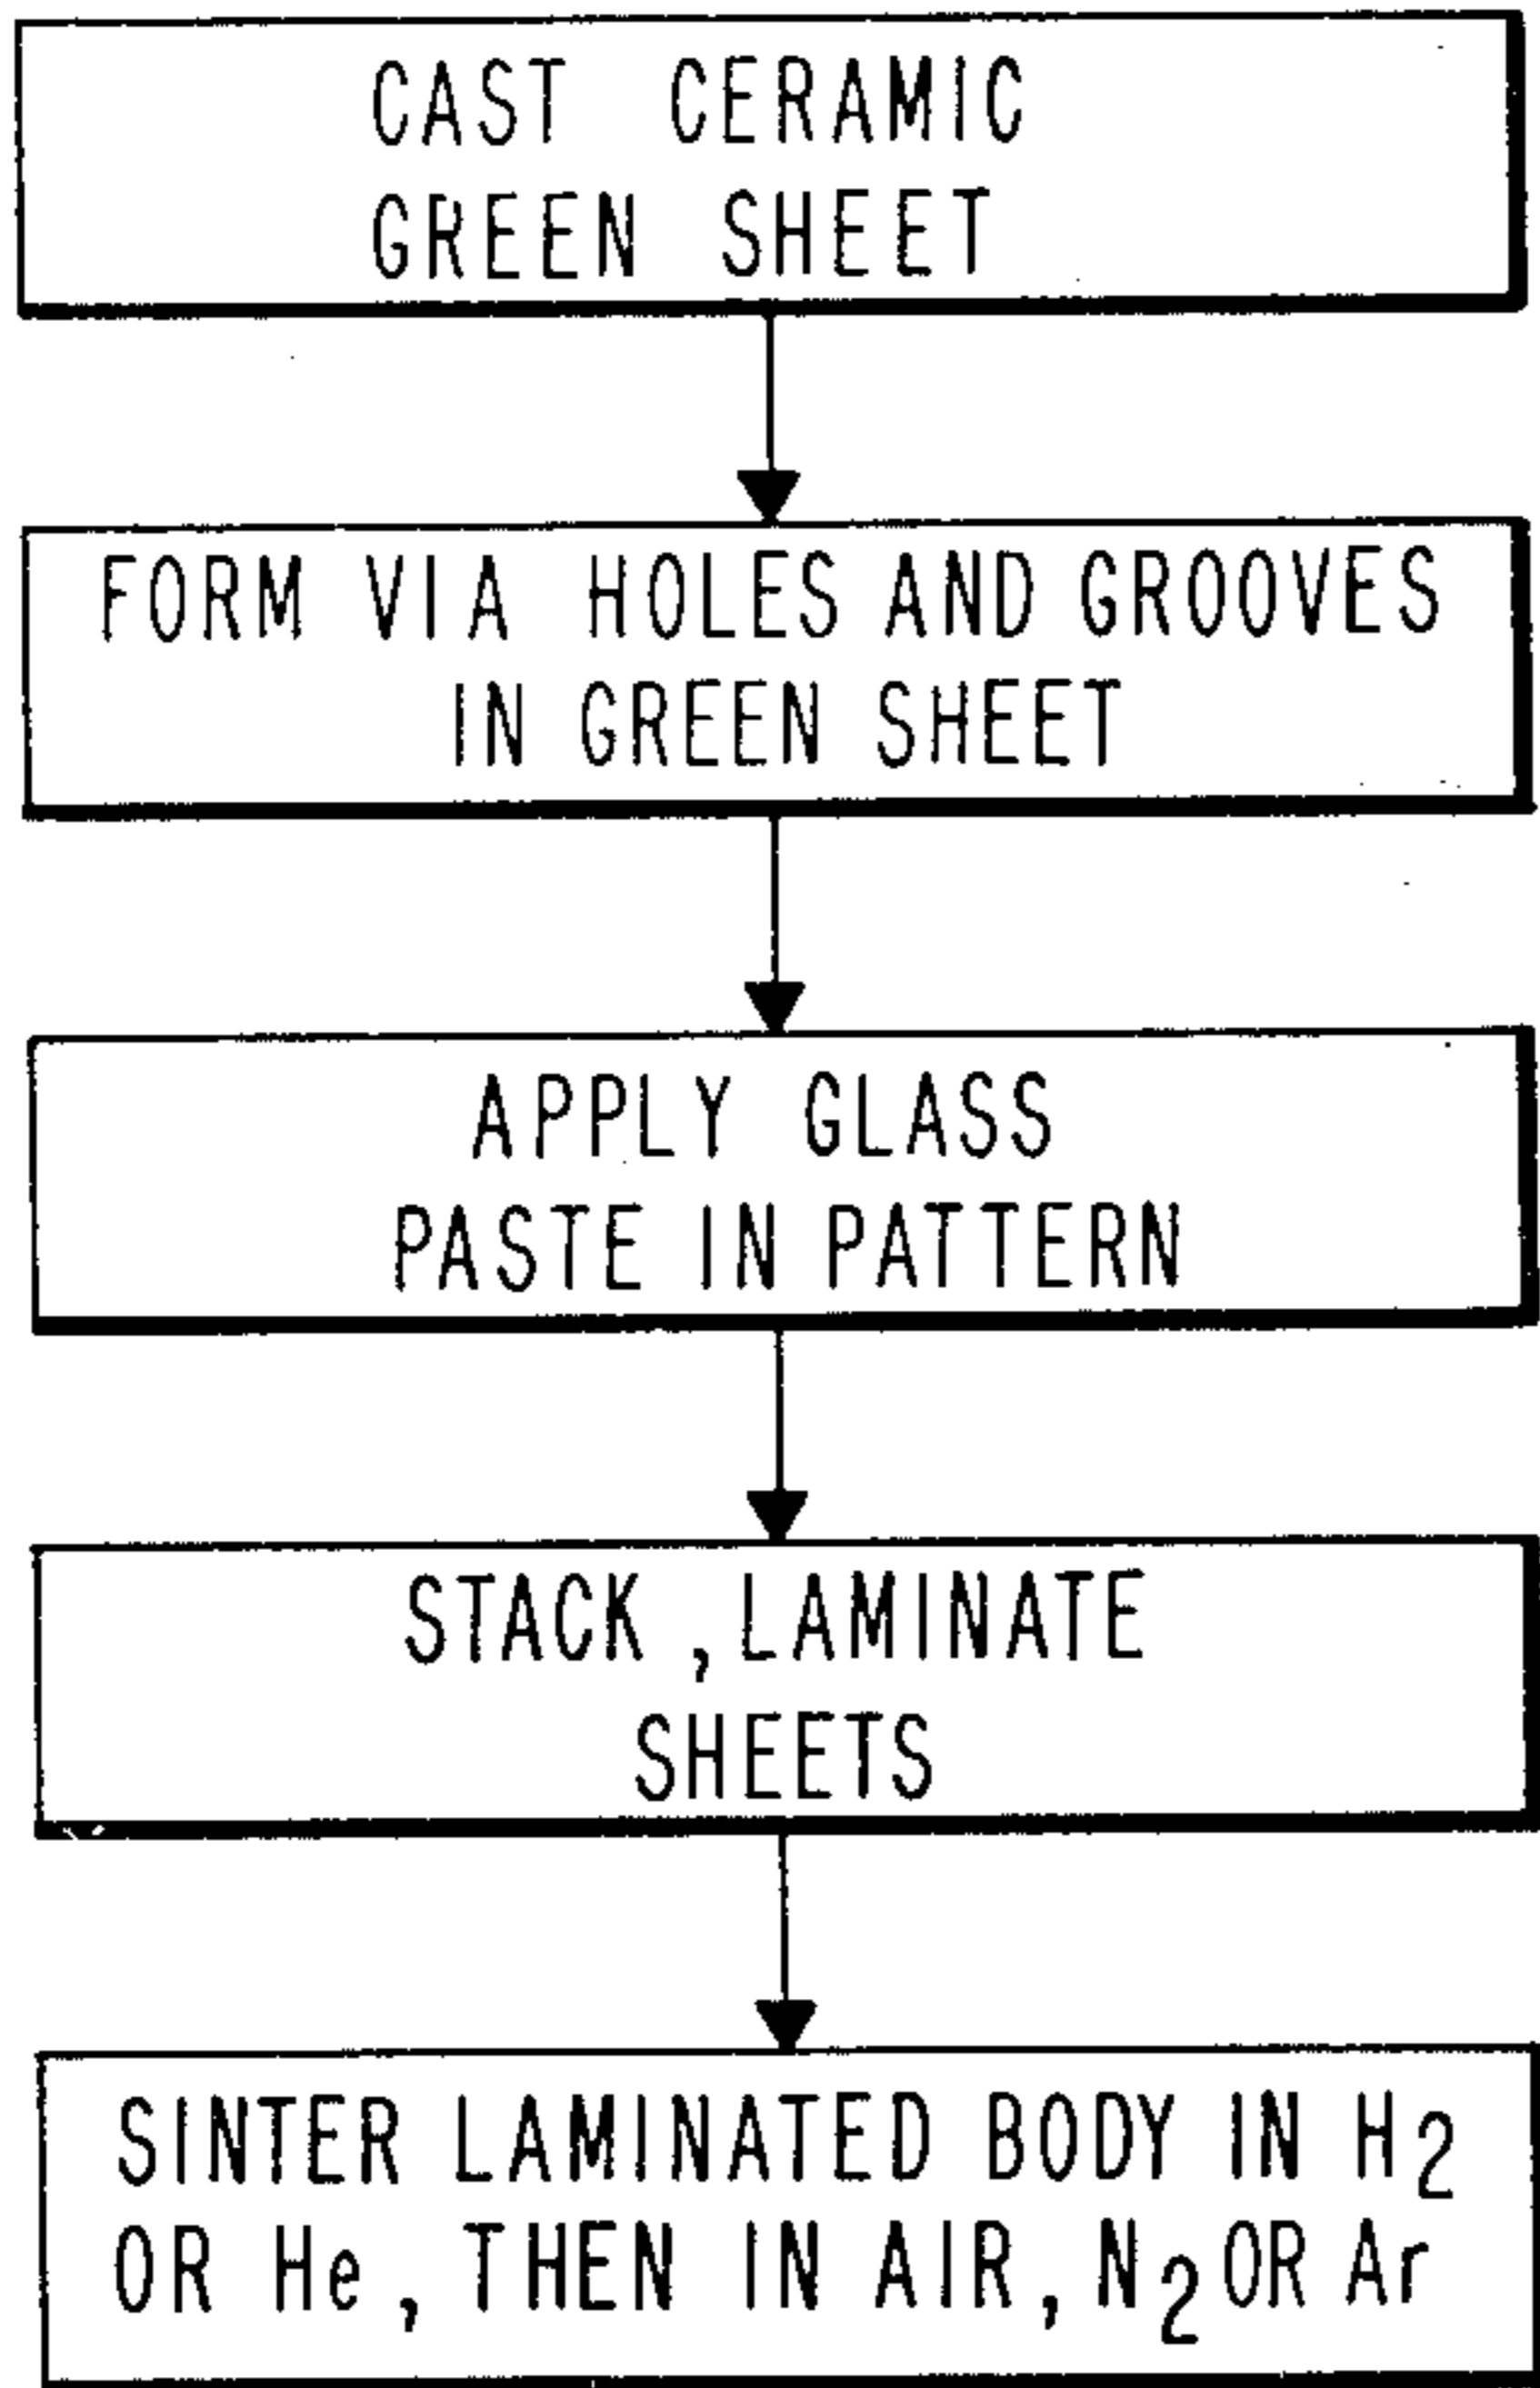 CAST CERAMIC
GREEN SHEET
FORM VIA HOLES AND GROOVES
IN GREEN SHEET
APPLY GLASS
PASTE IN PATTERN
STACK, LAMINATE
SHEETS
SINTER LAMINATED BODY IN H2
OR He, THEN IN AIR, N2 OR Ar